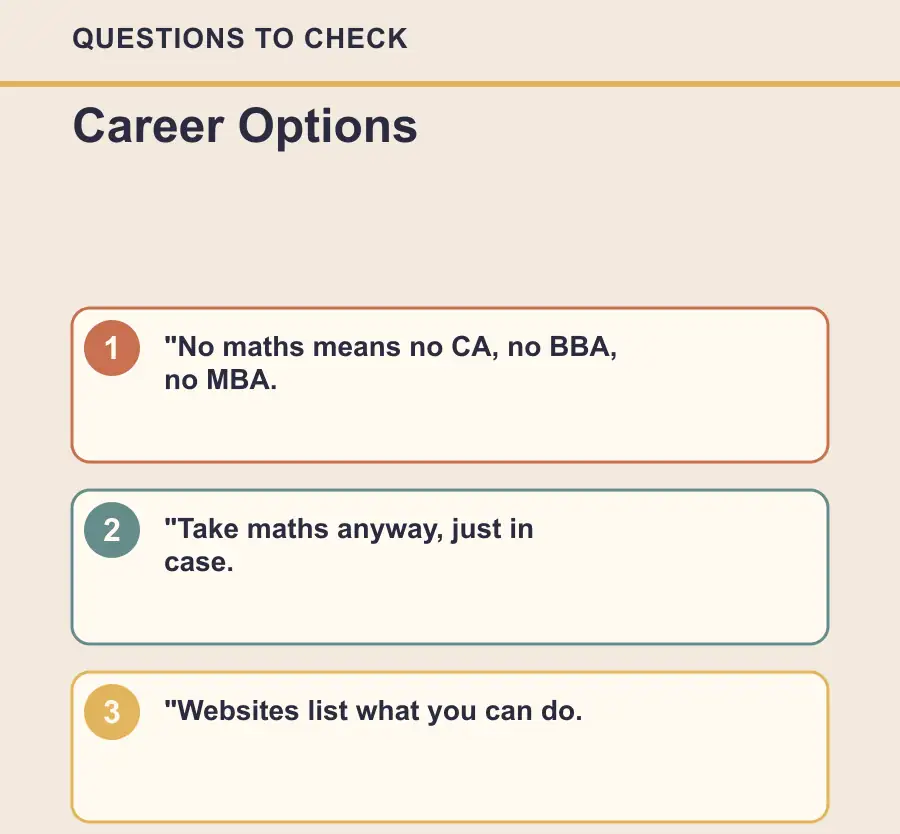 QUESTIONS TO CHECK
Career Options
1
"No maths means no CA, no BBA,
no MBA.
2
"Take maths anyway, just in
case.
3
"Websites list what you can do.